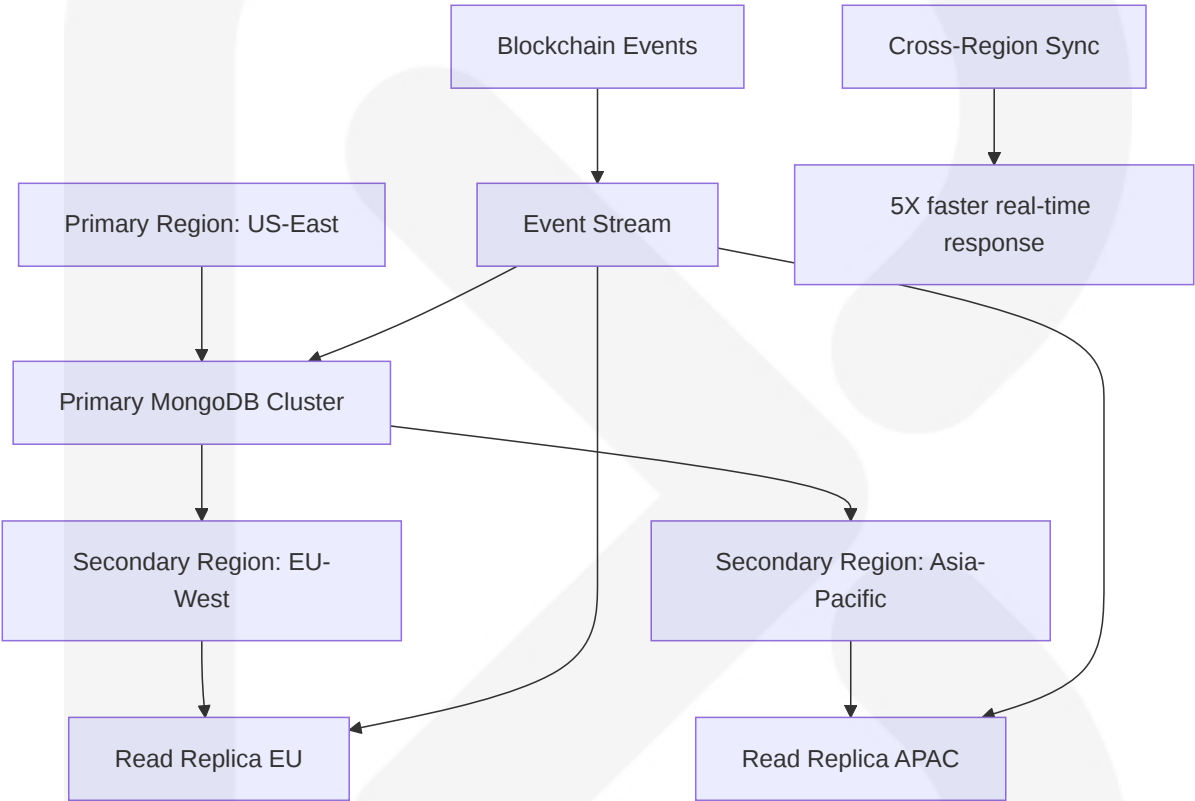 Blockchain Events
Cross-Region Sync
Primary Region: US-East
Event Stream
5X faster real-time
response
Primary MongoDB Cluster
Secondary Region: EU-
West
Secondary Region: Asia-
Pacific
Read Replica EU
Read Replica APAC